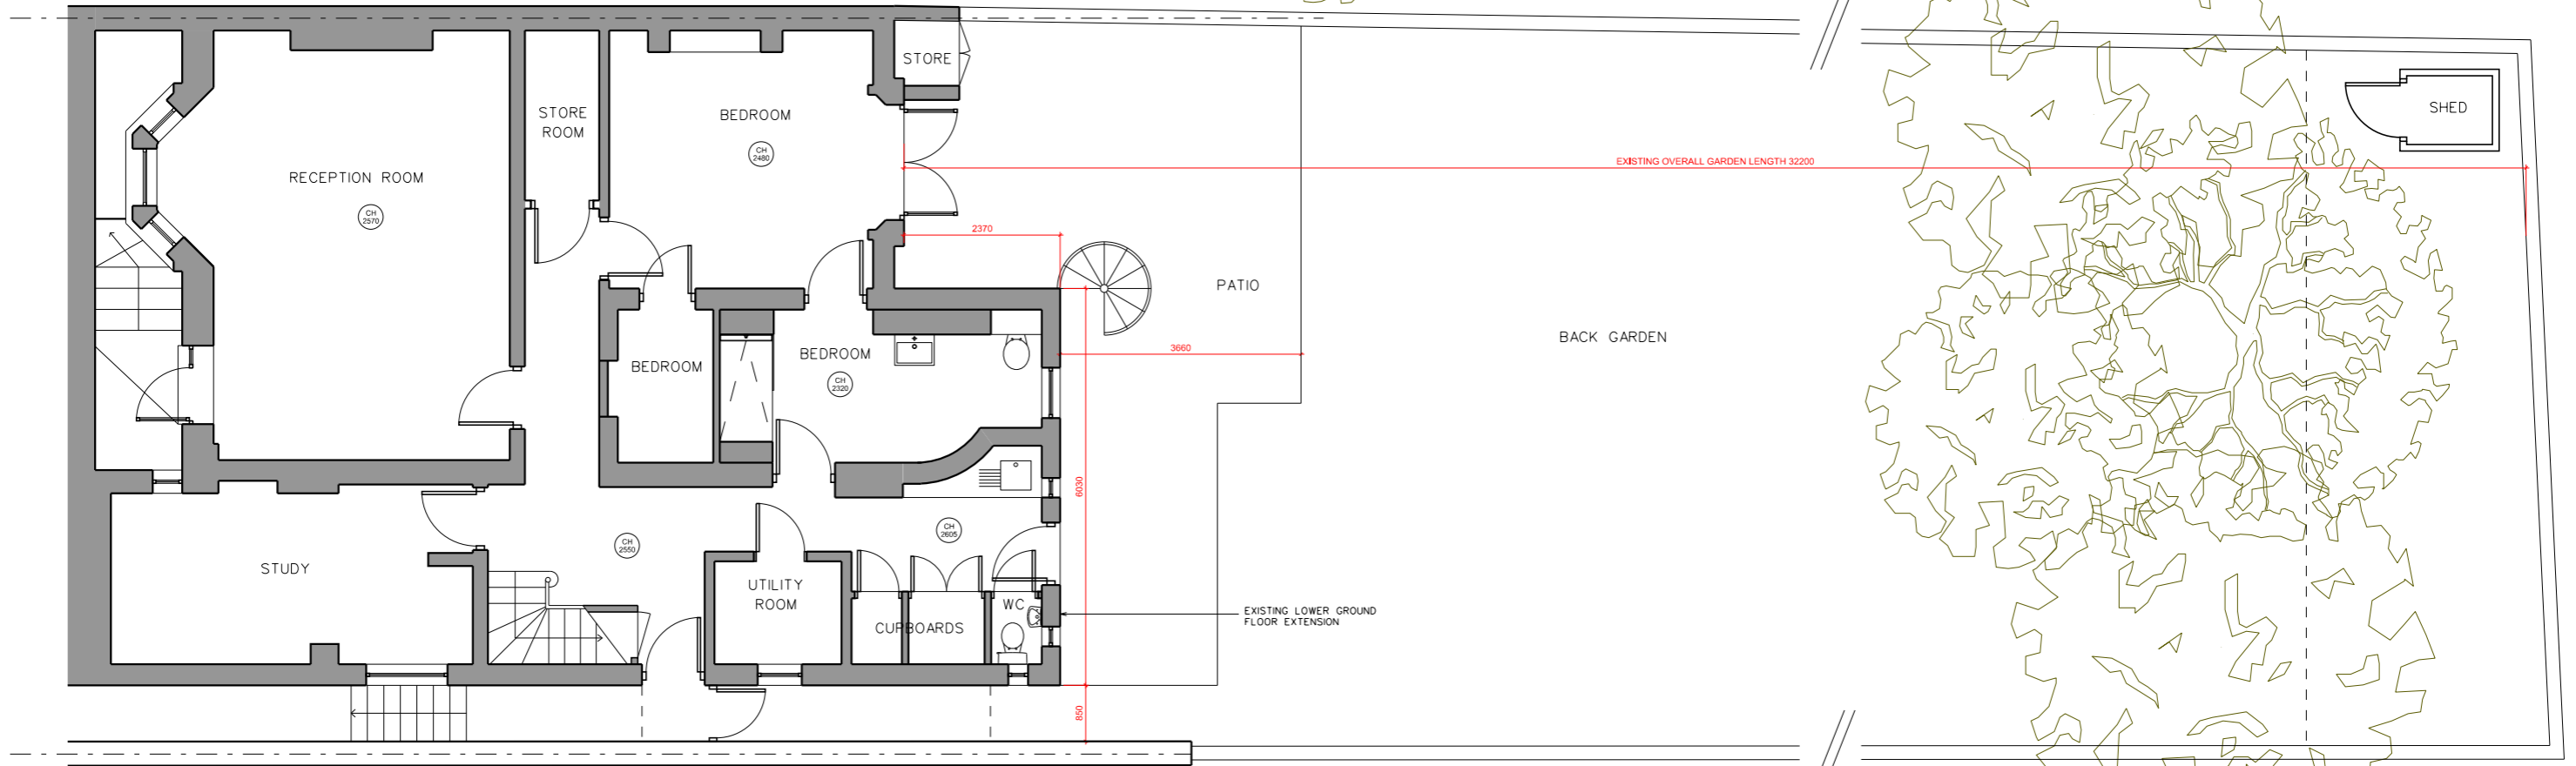 STORE
STORE
ROOM
BEDROOM
CH
2480
RECEPTION ROOM
CH
2570
SHED
EXISTING OVERALL GARDEN LENGTH 32200
2370
PATIO
3660
BACK GARDEN
BEDROOM
BEDROOM
CH
2320
6030
CH
2605
CH
2550
STUDY
UTILITY
ROOM
WC
CUPBOARDS
EXISTING LOWER GROUND
FLOOR EXTENSION
850